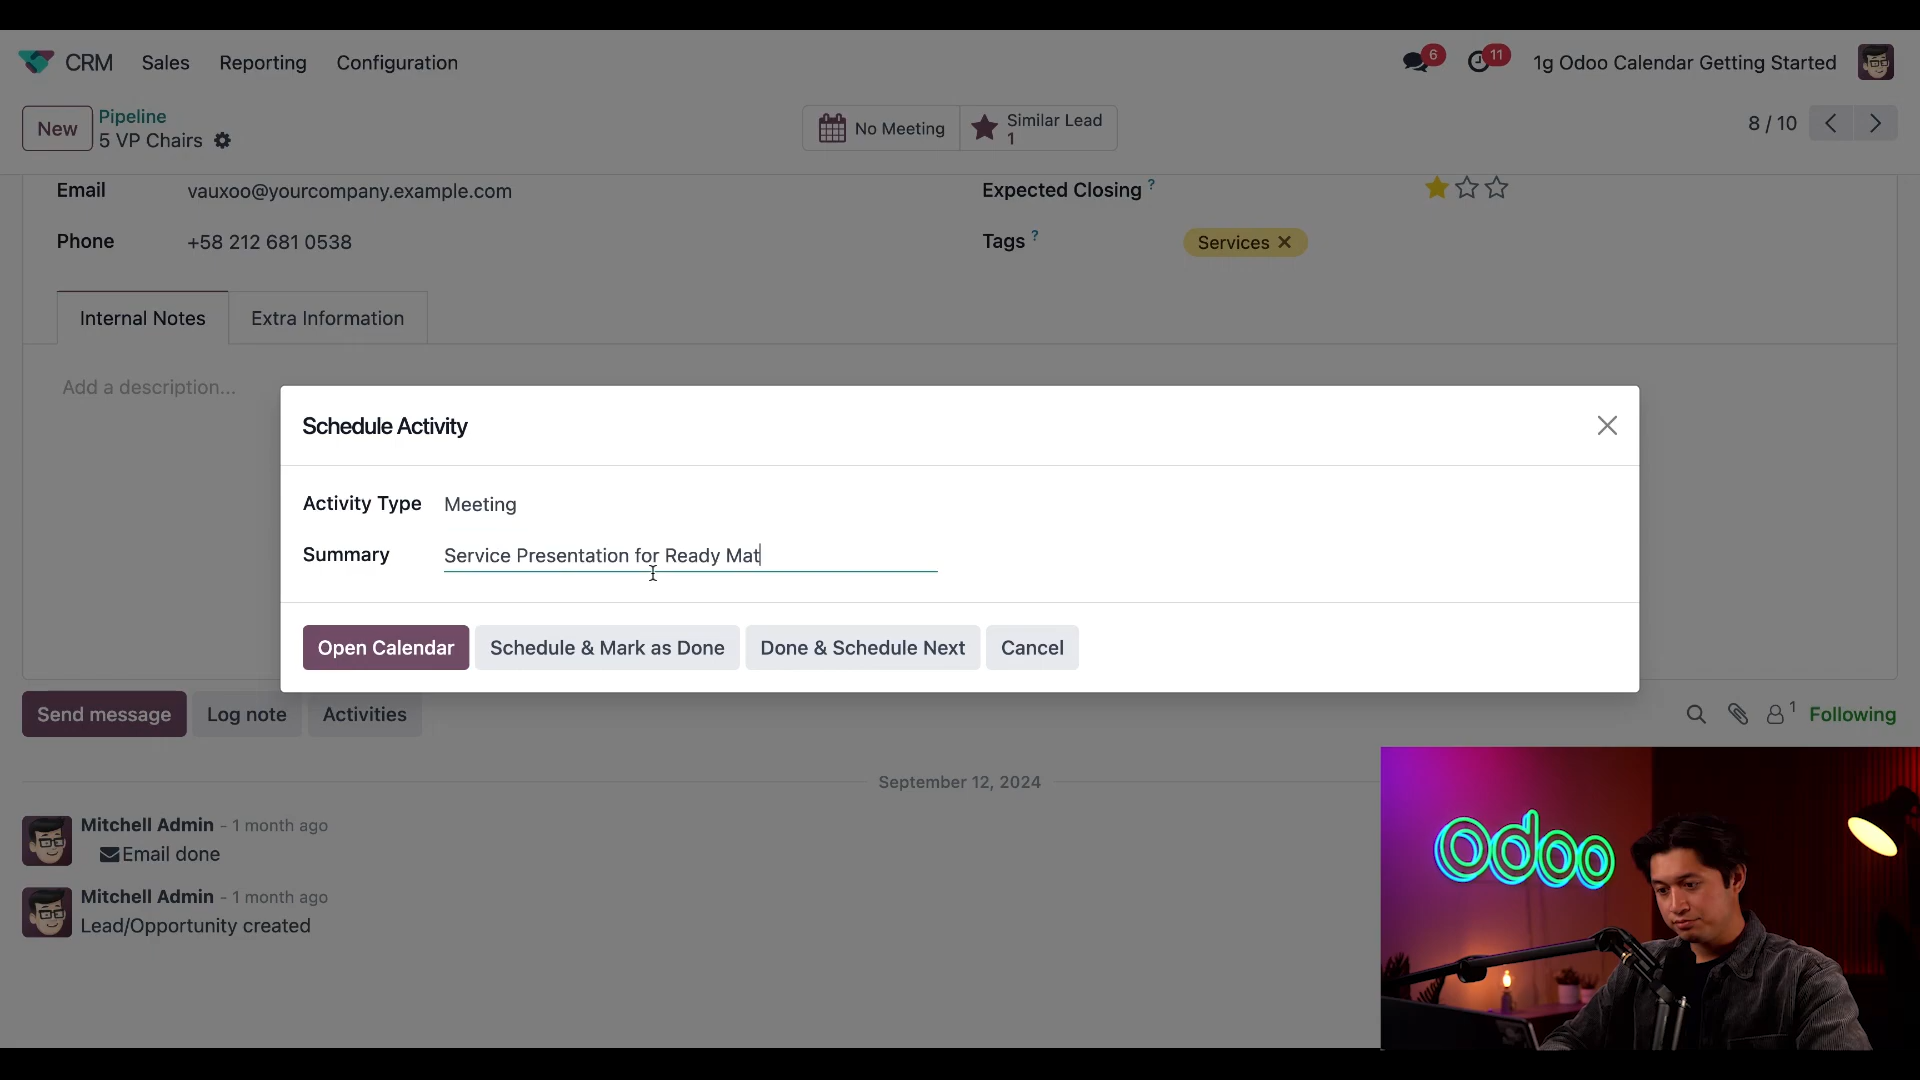 CRM Sales Reporting Configuration
6 11 1g Odoo Calendar Getting Started
New
Pipeline
5 VP Chairs
No Meeting
Similar Lead
1
8 / 10
Email vauxoo@yourcompany.example.com
Expected Closing ?
Phone +58 212 681 0538
Tags ? Services ✕
Internal Notes Extra Information
Add a description...
Schedule Activity
Activity Type Meeting
Summary Service Presentation for Ready Mat
Open Calendar Schedule & Mark as Done Done & Schedule Next Cancel
Send message Log note Activities
1 Following
September 12, 2024
Mitchell Admin - 1 month ago
Email done
Mitchell Admin - 1 month ago
Lead/Opportunity created
odoo